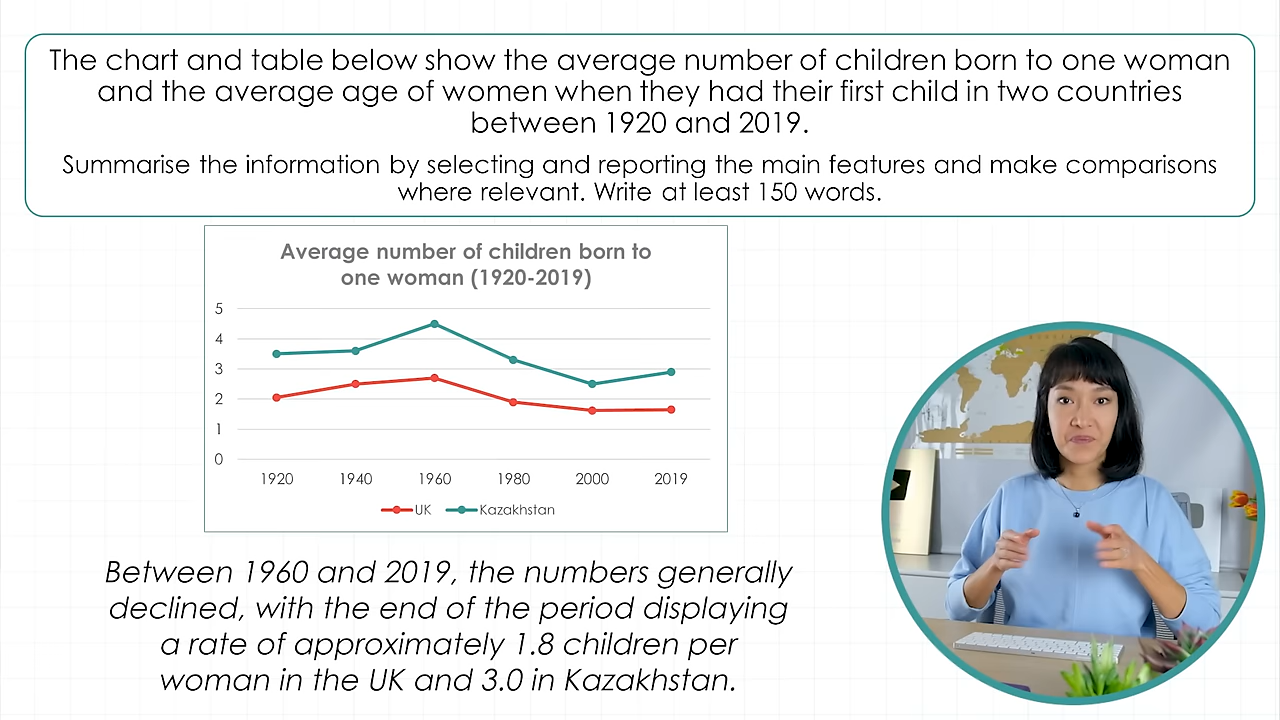 The chart and table below show the average number of children born to one woman
and the average age of women when they had their first child in two countries
between 1920 and 2019.
Summarise the information by selecting and reporting the main features and make comparisons
where relevant. Write at least 150 words.
Average number of children born to
one woman (1920-2019)
5
4
3
2
1
0
1920 1940 1960 1980 2000 2019
UK Kazakhstan
Between 1960 and 2019, the numbers generally
declined, with the end of the period displaying
a rate of approximately 1.8 children per
woman in the UK and 3.0 in Kazakhstan.